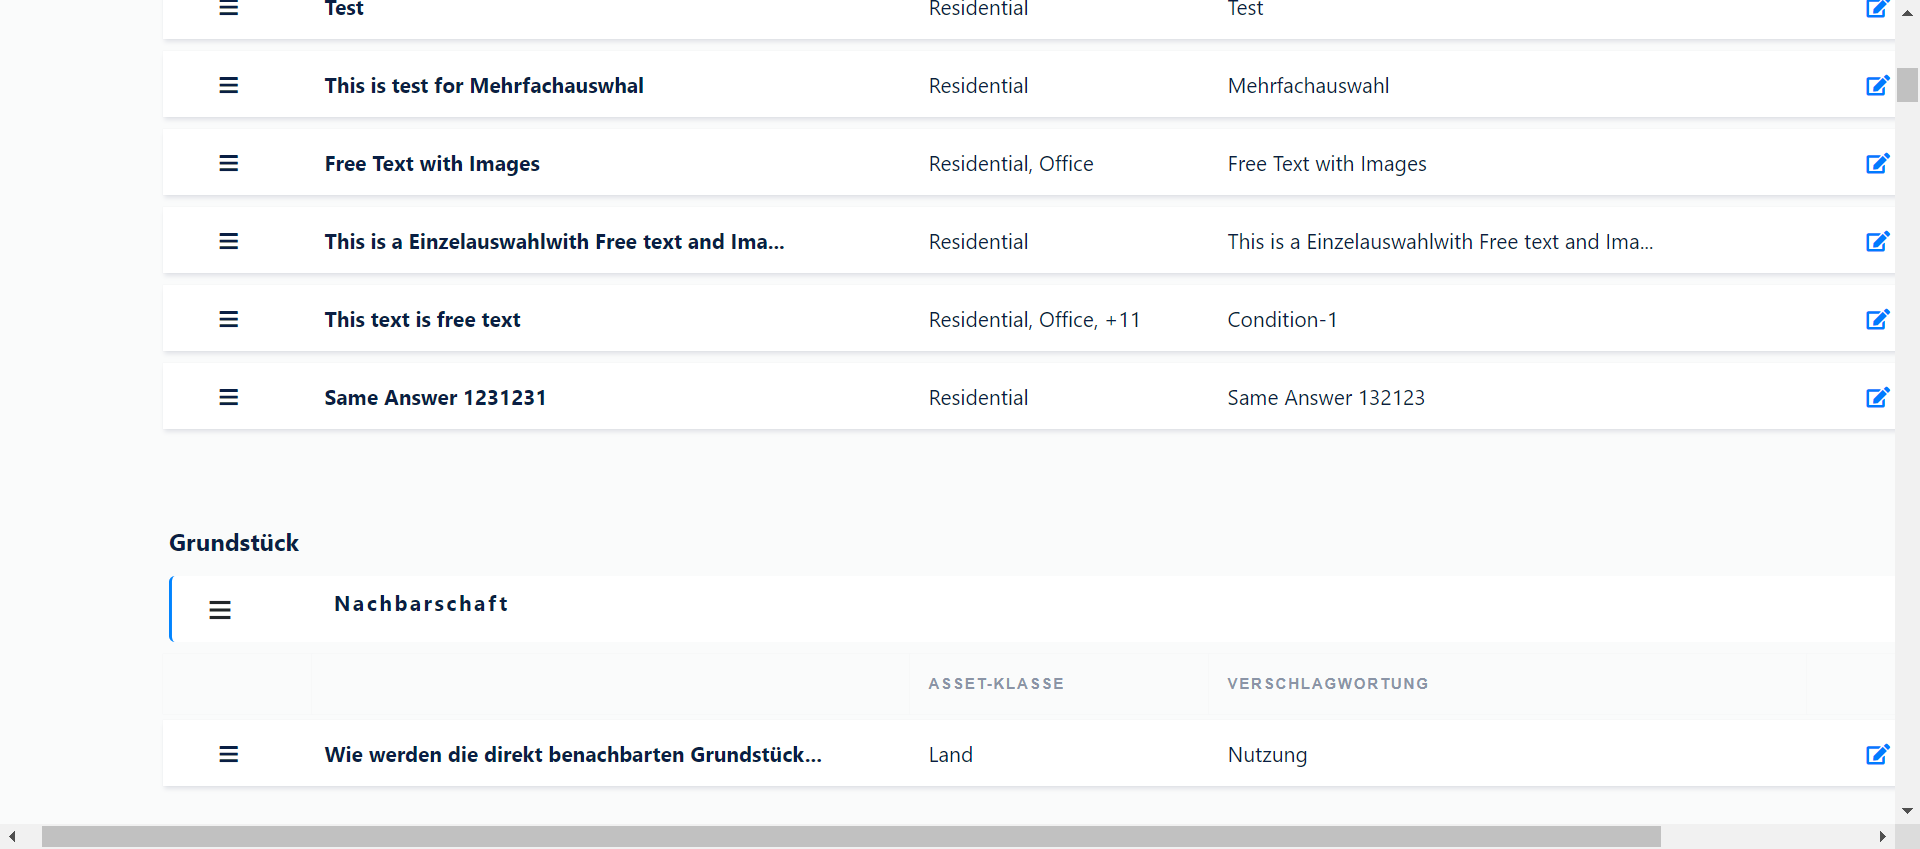 Test Residential Test
This is test for Mehrfachauswhal Residential Mehrfachauswahl
Free Text with Images Residential, Office Free Text with Images
This is a Einzelauswahlwith Free text and Ima... Residential This is a Einzelauswahlwith Free text and Ima...
This text is free text Residential, Office, +11 Condition-1
Same Answer 1231231 Residential Same Answer 132123
Grundstück
Nachbarschaft
ASSET-KLASSE VERSCHLAGWORTUNG
Wie werden die direkt benachbarten Grundstück... Land Nutzung